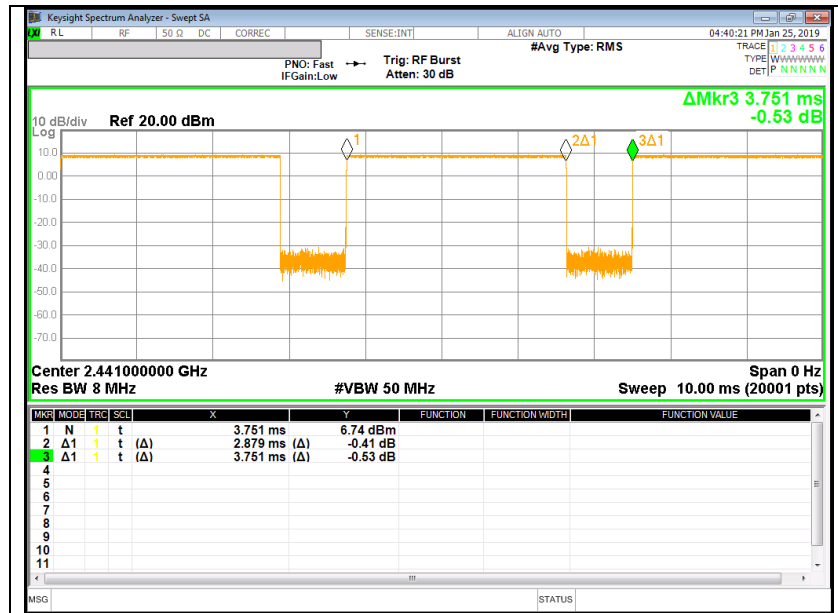 Keysight Spectrum Analyzer - Swept SA
LXI RL RF 50 Ω DC CORREC SENSE:INT ALIGN AUTO 04:40:21 PM Jan 25, 2019
#Avg Type: RMS TRACE 1 2 3 4 5 6
PNO: Fast Trig: RF Burst TYPE W W W W W W
IFGain:Low Atten: 30 dB DET P N N N N N
ΔMkr3 3.751 ms
-0.53 dB
10 dB/div Ref 20.00 dBm
Log
1 2Δ1 3Δ1
10.0
0.00
-10.0
-20.0
-30.0
-40.0
-50.0
-60.0
-70.0
Center 2.441000000 GHz Span 0 Hz
Res BW 8 MHz #VBW 50 MHz Sweep 10.00 ms (20001 pts)
MKR MODE TRC SCL X Y FUNCTION FUNCTION WIDTH FUNCTION VALUE
1 N 1 t 3.751 ms 6.74 dBm
2 Δ1 1 t (Δ) 2.879 ms (Δ) -0.41 dB
3 Δ1 1 t (Δ) 3.751 ms (Δ) -0.53 dB
4
5
6
7
8
9
10
11
MSG STATUS